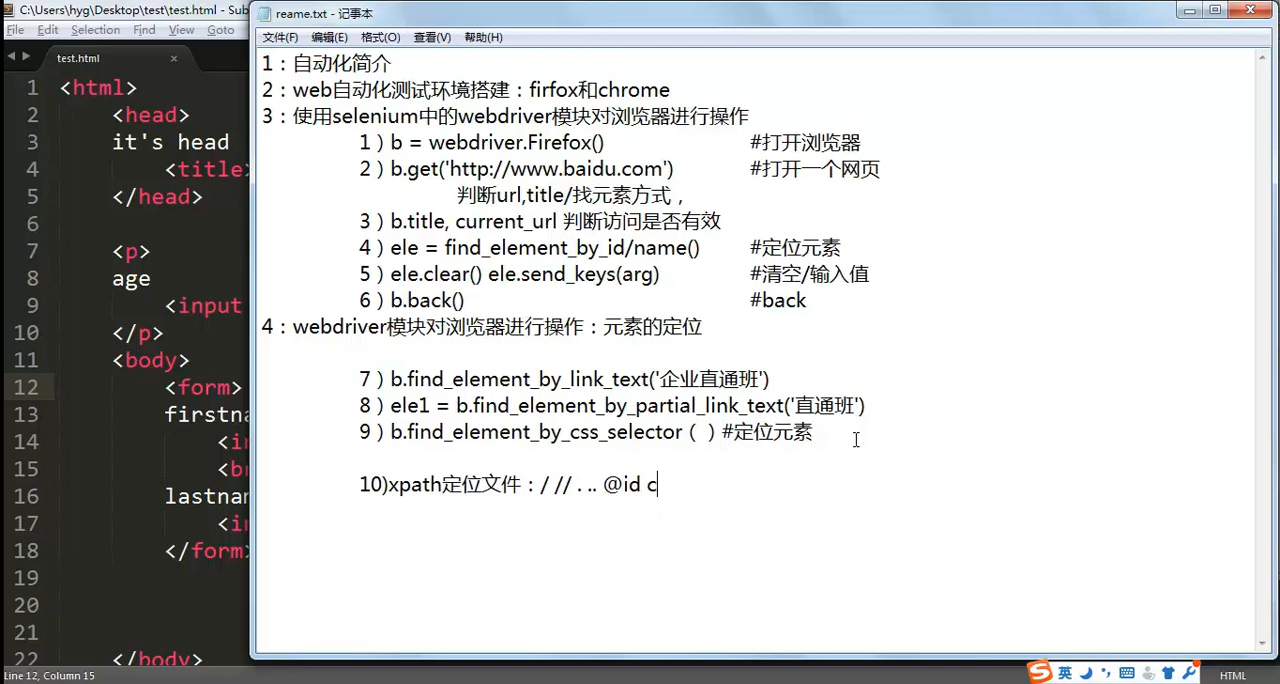 C:\Users\hyg\Desktop\test\test.html - Sub
File Edit Selection Find View Goto
test.html
1 <html>
2 <head>
3 it's head
4 <title>
5 </head>
6
7 <p>
8 age
9 <input
10 </p>
11 <body>
12 <form>
13 firstna
14 <in
15 <br
16 lastnam
17 <in
18 </form>
19
20
21
22 </body>
Line 12, Column 15
reame.txt - 记事本
文件(F) 编辑(E) 格式(O) 查看(V) 帮助(H)
1：自动化简介
2：web自动化测试环境搭建：firfox和chrome
3：使用selenium中的webdriver模块对浏览器进行操作
1）b = webdriver.Firefox() #打开浏览器
2）b.get('http://www.baidu.com') #打开一个网页
判断url,title/找元素方式，
3）b.title, current_url 判断访问是否有效
4）ele = find_element_by_id/name() #定位元素
5）ele.clear() ele.send_keys(arg) #清空/输入值
6）b.back() #back
4：webdriver模块对浏览器进行操作：元素的定位
7）b.find_element_by_link_text('企业直通班')
8）ele1 = b.find_element_by_partial_link_text('直通班')
9）b.find_element_by_css_selector（ ）#定位元素
10)xpath定位文件：/ // . .. @id c
英
HTML